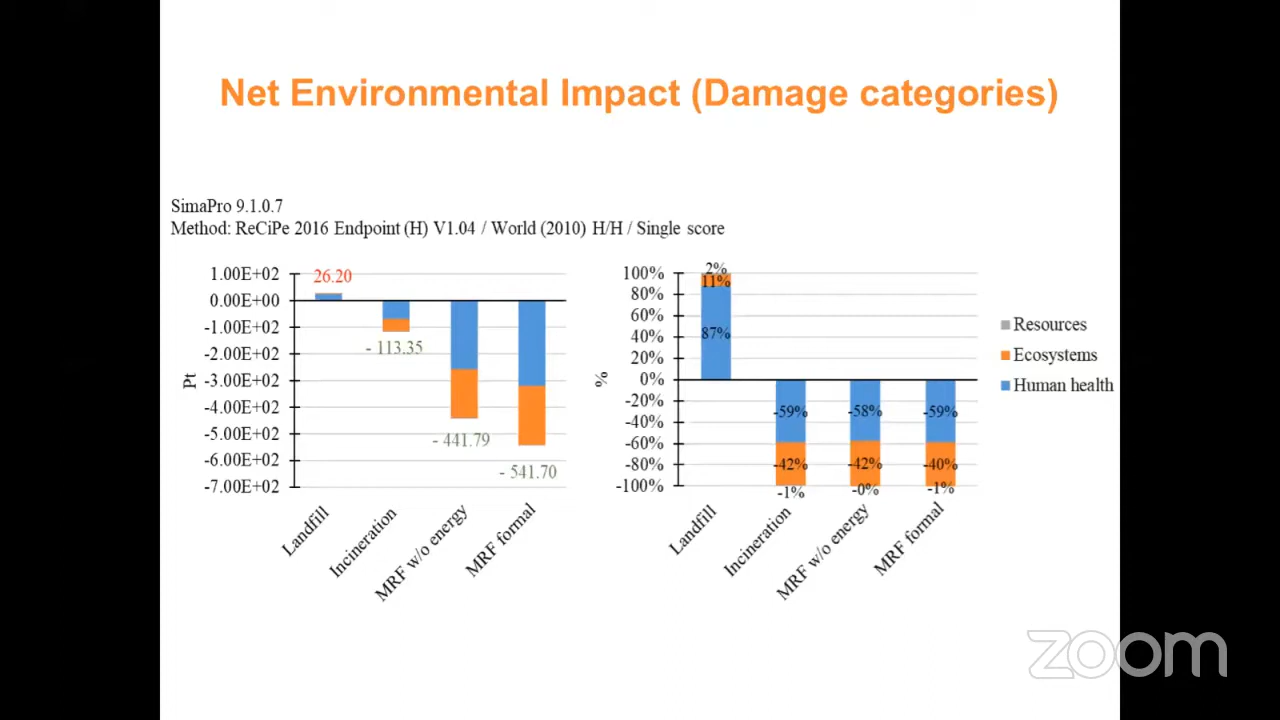 Net Environmental Impact (Damage categories)
SimaPro 9.1.0.7
Method: ReCiPe 2016 Endpoint (H) V1.04 / World (2010) H/H / Single score
1.00E+02
0.00E+00
-1.00E+02
-2.00E+02
-3.00E+02
-4.00E+02
-5.00E+02
-6.00E+02
-7.00E+02
Pt
26.20
- 113.35
- 441.79
- 541.70
Landfill
Incineration
MRF w/o energy
MRF formal
100%
80%
60%
40%
20%
0%
-20%
-40%
-60%
-80%
-100%
%
2%
11%
87%
-59%
-58%
-59%
-42%
-42%
-40%
-1%
-0%
-1%
Landfill
Incineration
MRF w/o energy
MRF formal
Resources
Ecosystems
Human health
zoom